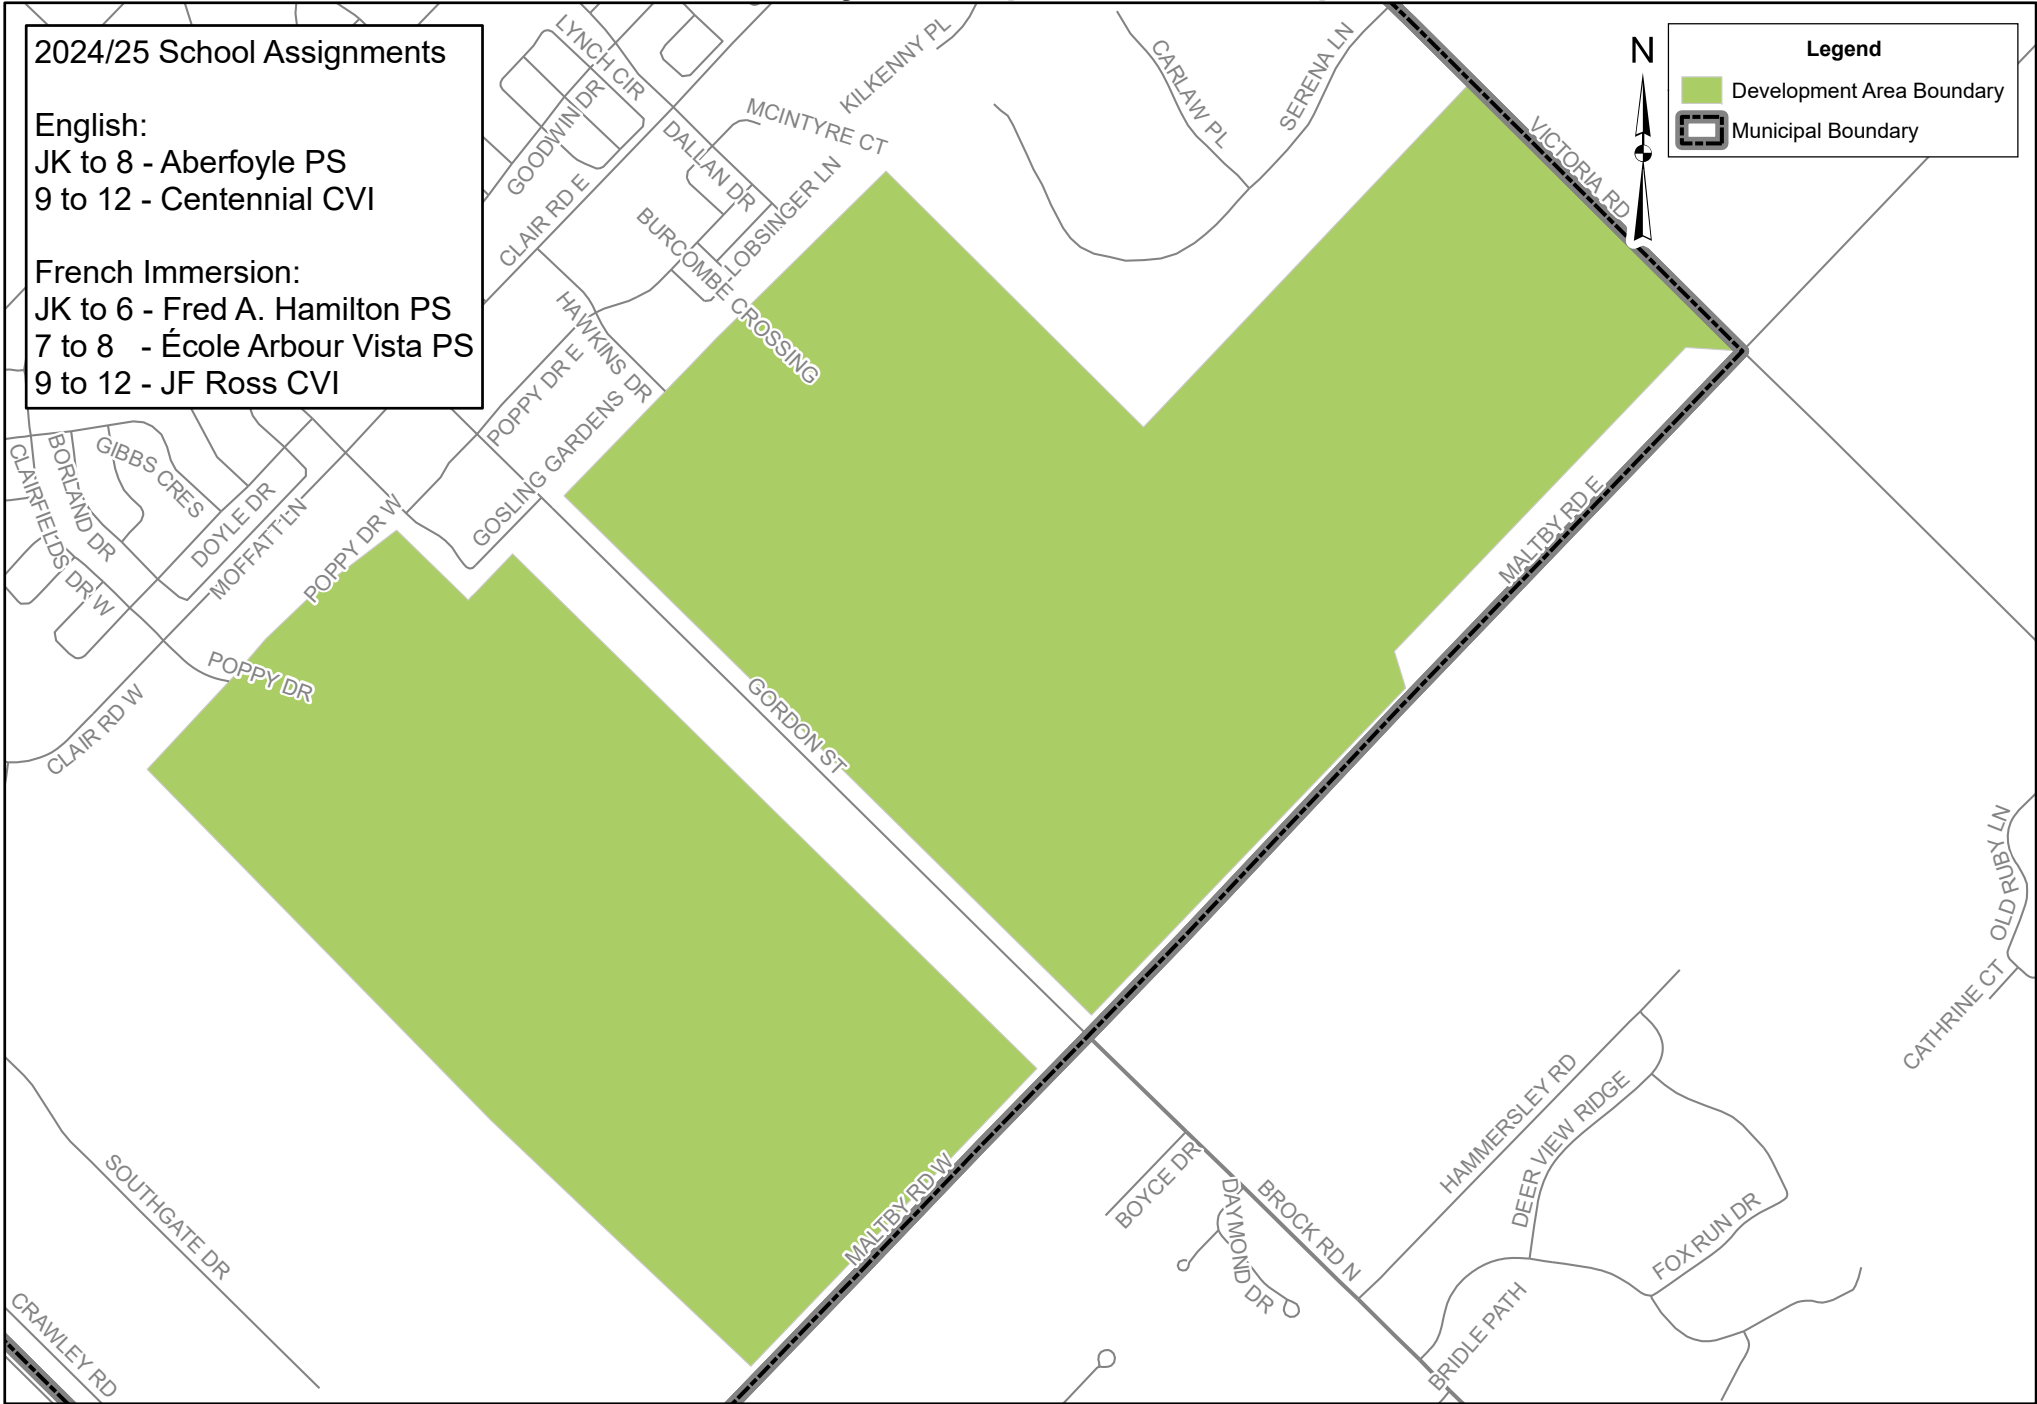 2024/25 School Assignments
English:
JK to 8 - Aberfoyle PS
9 to 12 - Centennial CVI
French Immersion:
JK to 6 - Fred A. Hamilton PS
7 to 8 - École Arbour Vista PS
9 to 12 - JF Ross CVI
N
Legend
Development Area Boundary
Municipal Boundary
LYNCH CIR
GOODWIN DR
CLAIR RD E
DALLAN DR
MCINTYRE CT
KILKENNY PL
LOBSINGER LN
BURCOMBE CROSSING
CARLAW PL
SERENA LN
VICTORIA RD
HAWKINS DR
POPPY DR E
GOSLING GARDENS
GIBBS CRES
BORLAND DR
CLAIRFIELDS DR W
DOYLE DR
MOFFATT LN
POPPY DR W
POPPY DR
CLAIR RD W
GORDON ST
MALTBY RD E
MALTBY RD W
OLD RUBY LN
CATHRINE CT
HAMMERSLEY RD
DEER VIEW RIDGE
FOX RUN DR
BOYCE DR
DAYMOND DR
BROCK RD N
BRIDLE PATH
SOUTHGATE DR
CRAWLEY RD